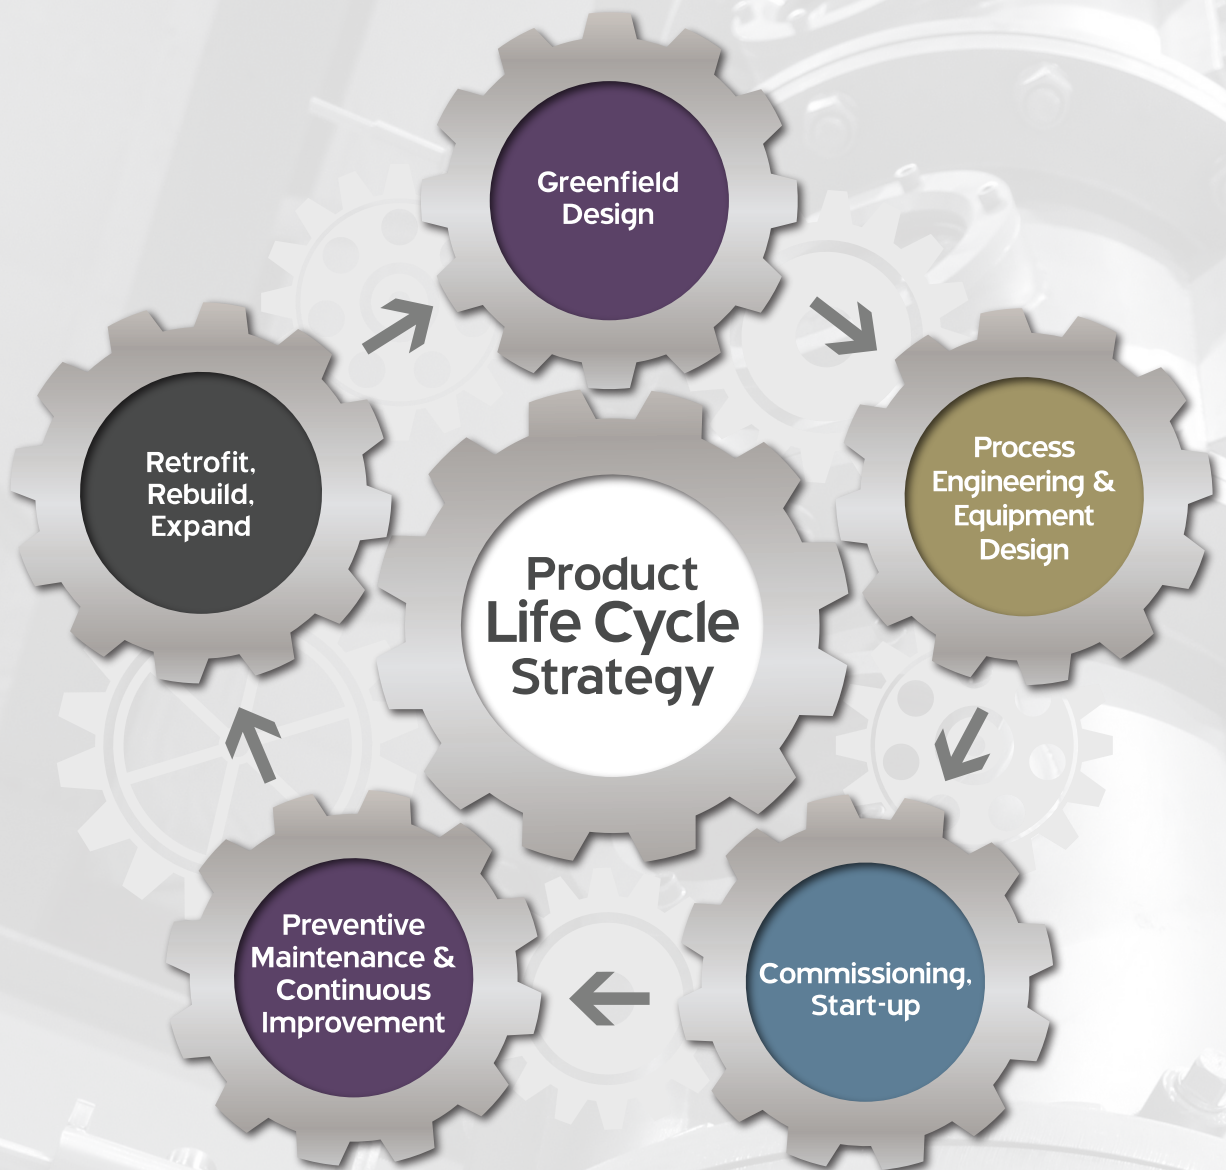 Greenfield
Design
Process
Engineering &
Equipment
Design
Commissioning,
Start-up
Preventive
Maintenance &
Continuous
Improvement
Retrofit,
Rebuild,
Expand
Product
Life Cycle
Strategy